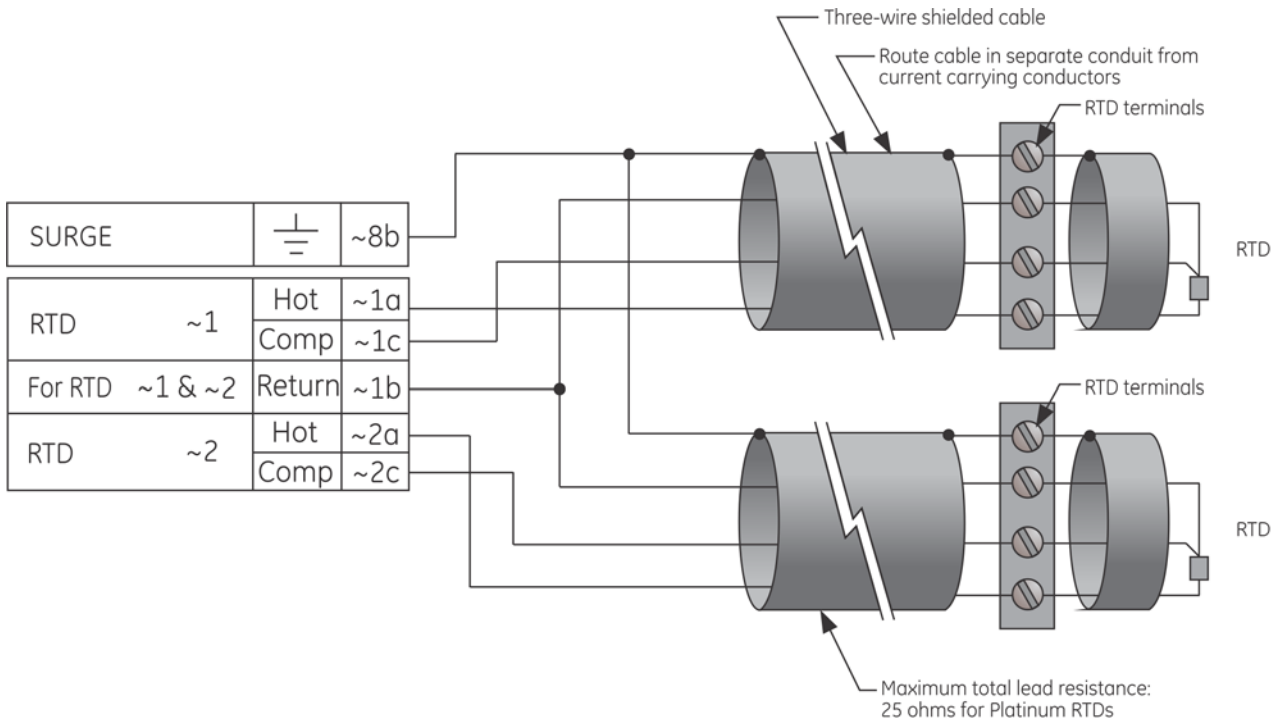 Three-wire shielded cable
Route cable in separate conduit from
current carrying conductors
RTD terminals
SURGE ~8b
RTD ~1 Hot ~1a
Comp ~1c
For RTD ~1 & ~2 Return ~1b
RTD ~2 Hot ~2a
Comp ~2c
RTD
RTD terminals
RTD
Maximum total lead resistance:
25 ohms for Platinum RTDs